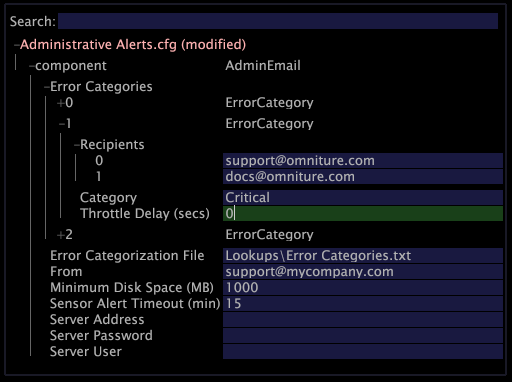 Search:
Administrative Alerts.cfg (modified)
component AdminEmail
Error Categories
+0 ErrorCategory
-1 ErrorCategory
Recipients
0 support@omniture.com
1 docs@omniture.com
Category Critical
Throttle Delay (secs) 0
+2 ErrorCategory
Error Categorization File Lookups\Error Categories.txt
From support@mycompany.com
Minimum Disk Space (MB) 1000
Sensor Alert Timeout (min) 15
Server Address
Server Password
Server User